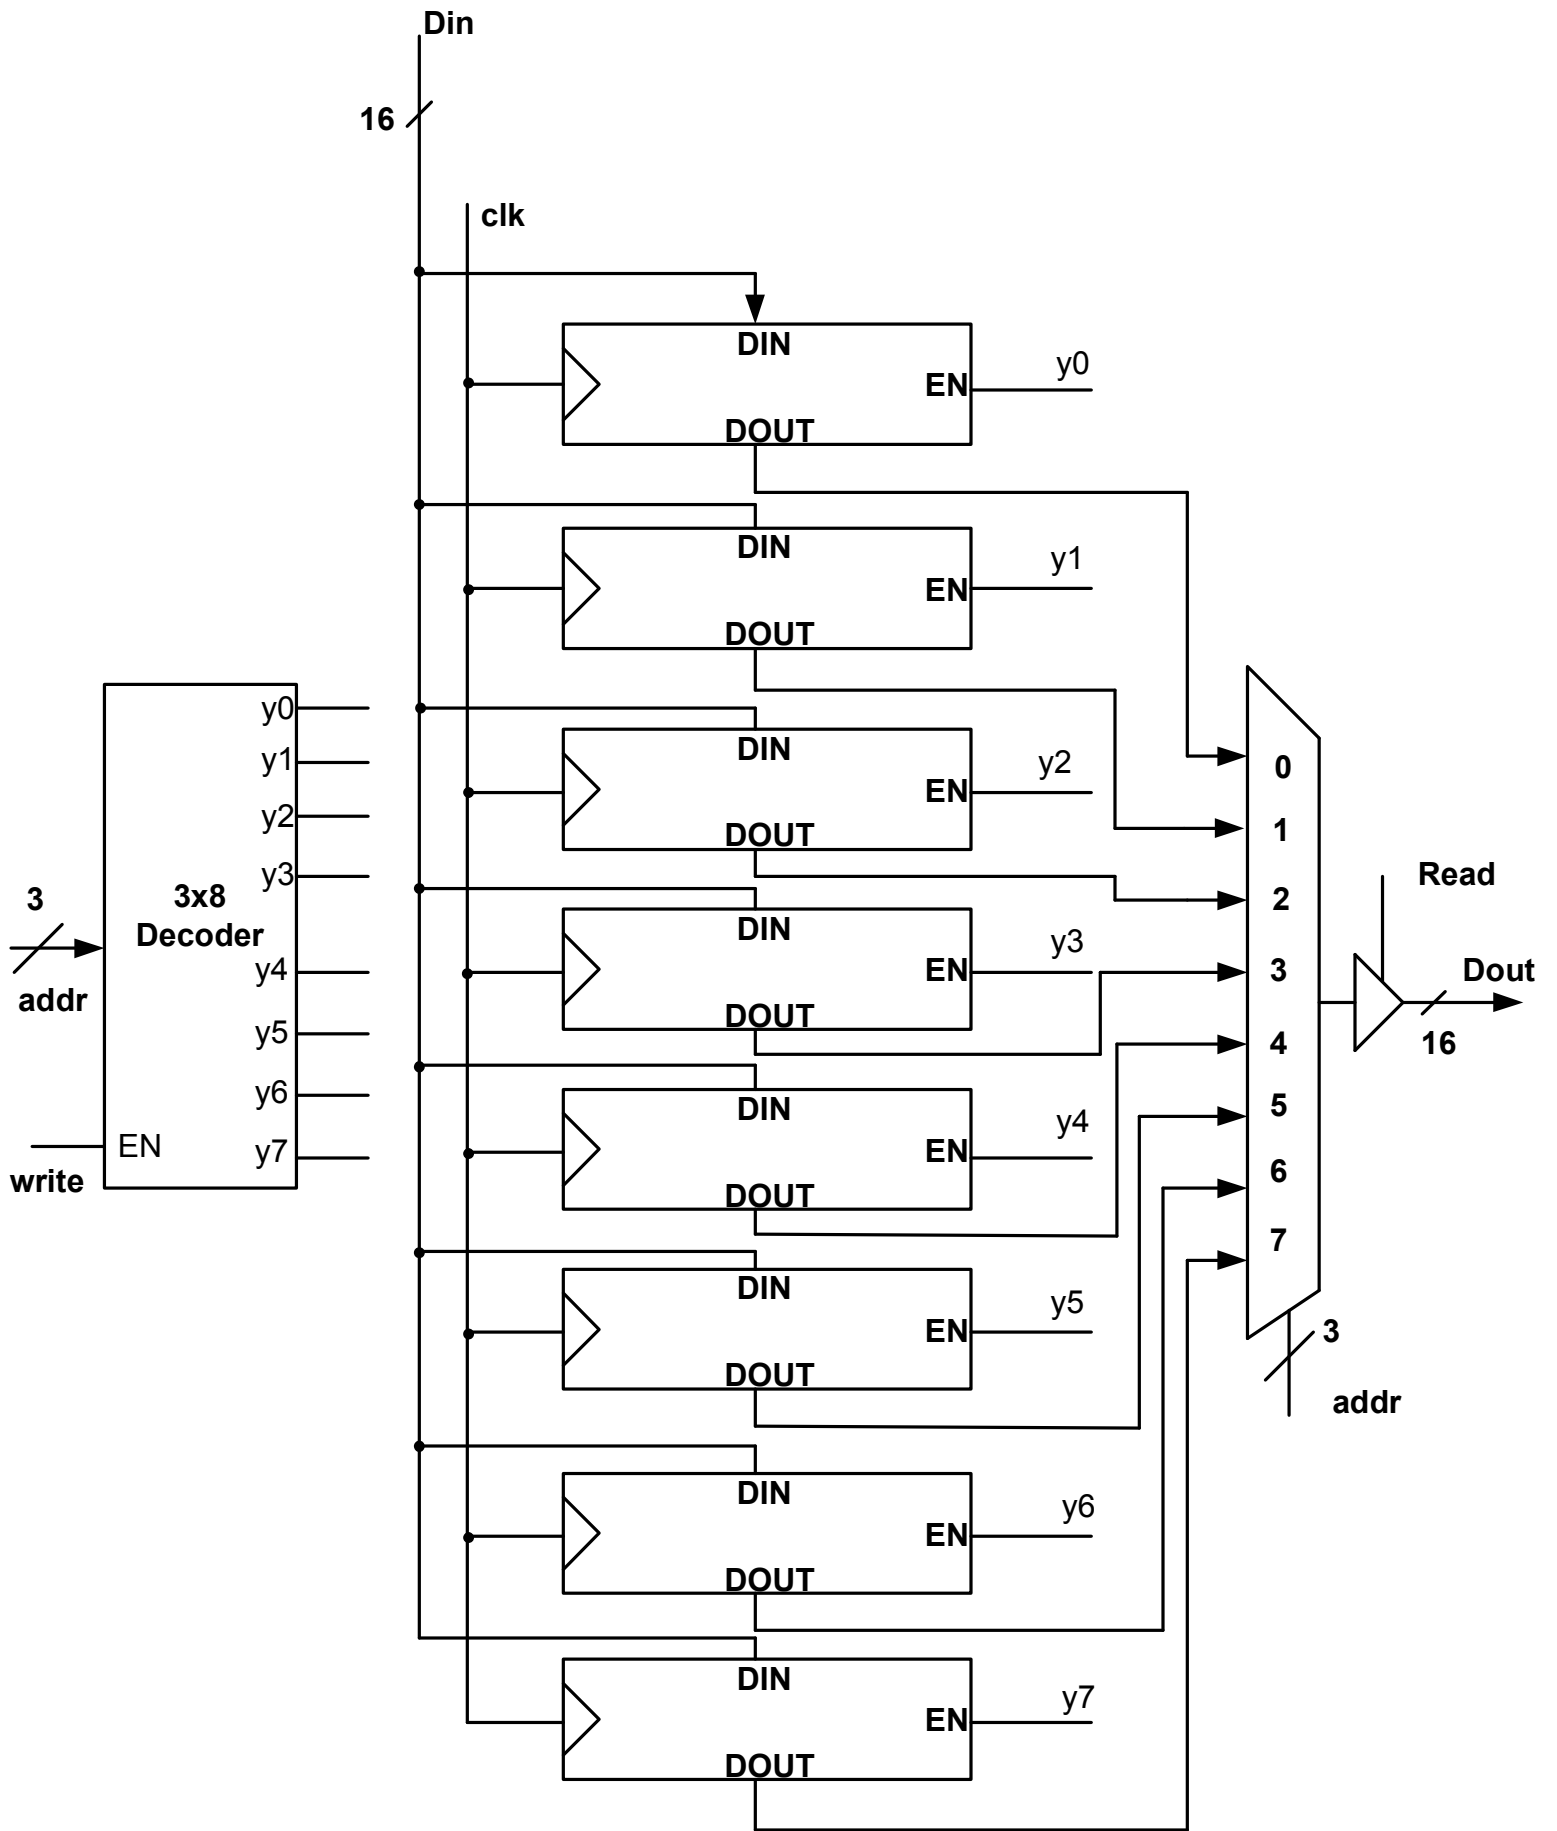 Din
16
clk
DIN
y0
EN
DOUT
DIN
y1
EN
DOUT
y0
DIN
y2
y1
EN
0
y2
DOUT
1
y3
Read
3
3x8
Decoder
DIN
2
y3
y4
EN
3
Dout
addr
DOUT
y5
4
16
y6
DIN
5
y4
EN
y7
EN
6
write
DOUT
7
DIN
y5
EN
3
DOUT
addr
DIN
y6
EN
DOUT
DIN
y7
EN
DOUT